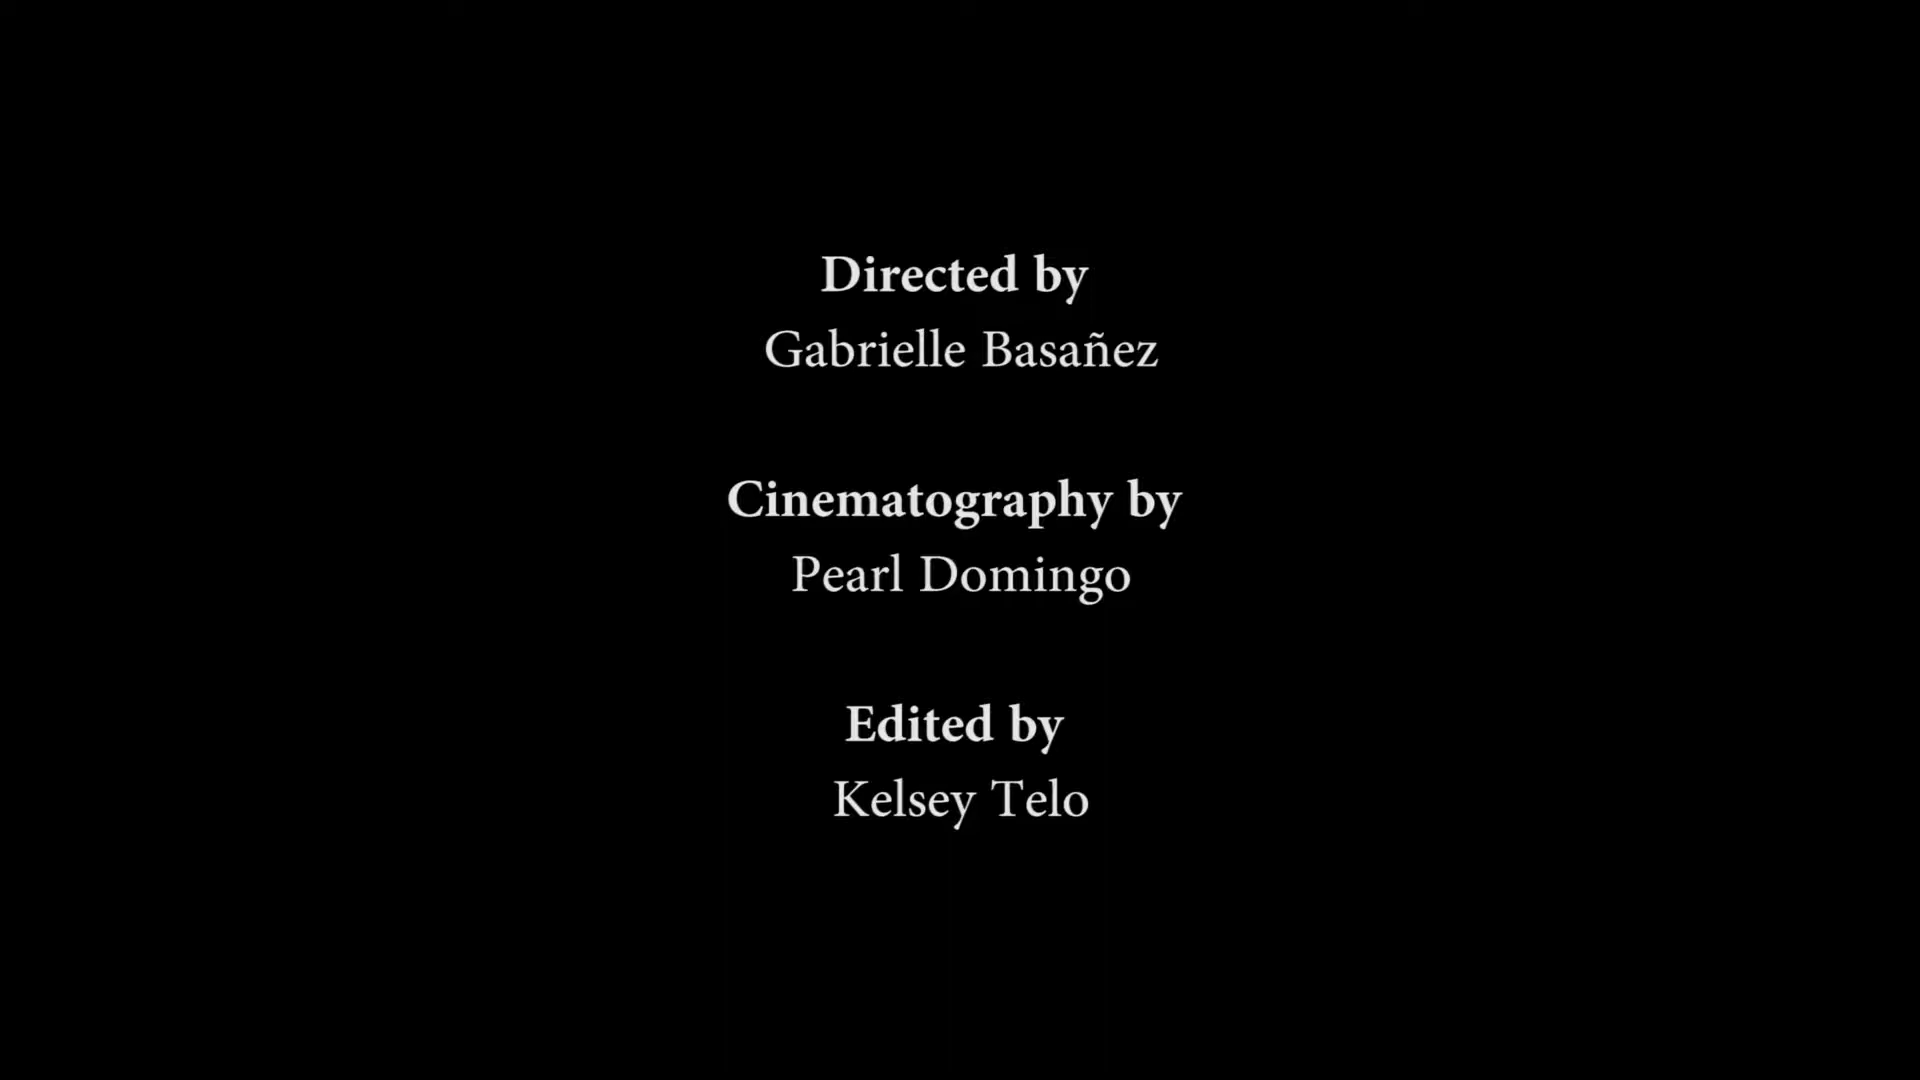 Directed by
Gabrielle Basañez
Cinematography by
Pearl Domingo
Edited by
Kelsey Telo